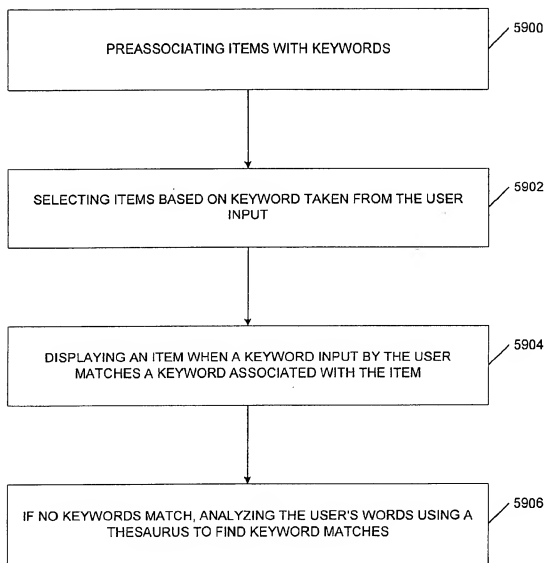 5900
PREASSOCIATING ITEMS WITH KEYWORDS
5902
SELECTING ITEMS BASED ON KEYWORD TAKEN FROM THE USER
INPUT
5904
DISPLAYING AN ITEM WHEN A KEYWORD INPUT BY THE USER
MATCHES A KEYWORD ASSOCIATED WITH THE ITEM
5906
IF NO KEYWORDS MATCH, ANALYZING THE USER'S WORDS USING A
THESAURUS TO FIND KEYWORD MATCHES